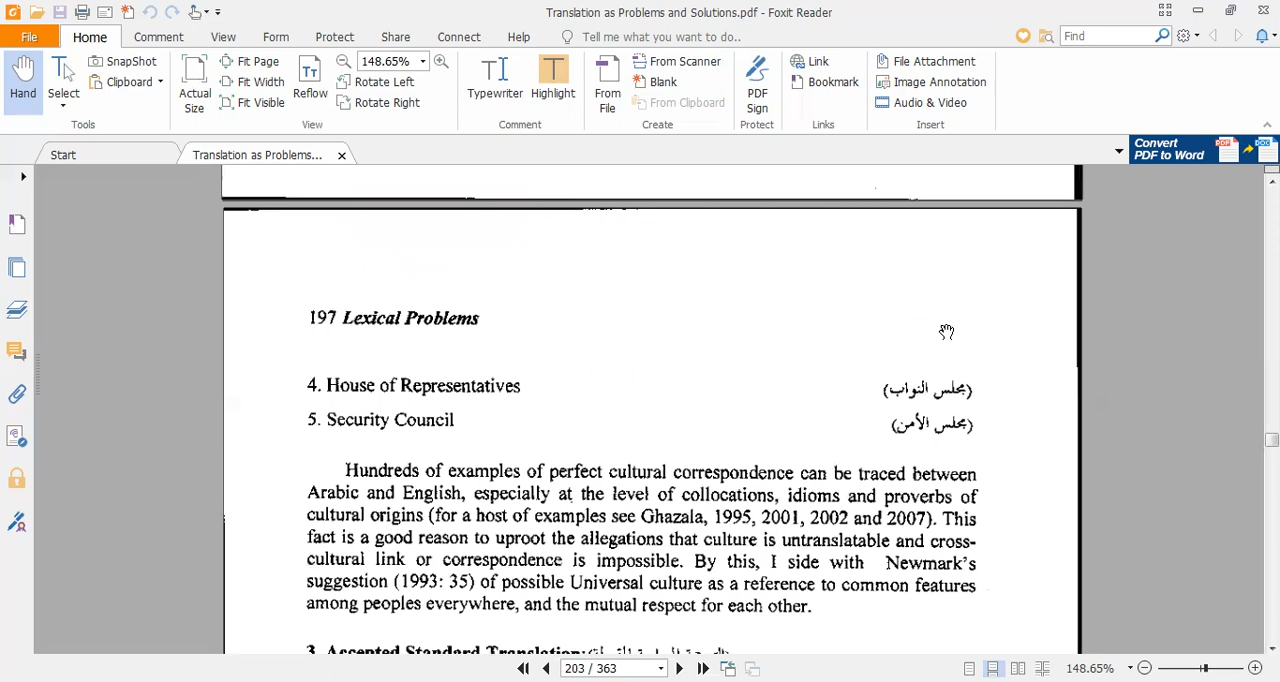 Translation as Problems and Solutions.pdf - Foxit Reader
File Home Comment View Form Protect Share Connect Help Tell me what you want to do.. Find
SnapShot Fit Page 148.65% From Scanner Link File Attachment
Clipboard Fit Width Rotate Left Blank Bookmark Image Annotation
Hand Select Actual Size Fit Visible Reflow Rotate Right Typewriter Highlight From File From Clipboard PDF Sign Audio & Video
Tools View Comment Create Protect Links Insert
Start Translation as Problems... Convert PDF to Word
197 Lexical Problems
4. House of Representatives (مجلس النواب)
5. Security Council (مجلس الأمن)
Hundreds of examples of perfect cultural correspondence can be traced between
Arabic and English, especially at the level of collocations, idioms and proverbs of
cultural origins (for a host of examples see Ghazala, 1995, 2001, 2002 and 2007). This
fact is a good reason to uproot the allegations that culture is untranslatable and cross-
cultural link or correspondence is impossible. By this, I side with Newmark's
suggestion (1993: 35) of possible Universal culture as a reference to common features
among peoples everywhere, and the mutual respect for each other.
3. Accepted Standard Translation:
203 / 363 148.65%